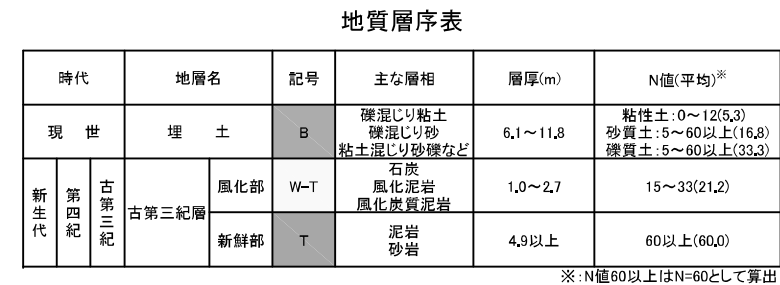 地質層序表
時代 地層名 記号 主な層相 層厚(m) N値(平均)※
現世 埋土 B 礫混じり粘土 6.1～11.8 粘性土:0～12(5.3)
礫混じり砂 砂質土:5～60以上(16.8)
粘土混じり砂礫など 礫質土:5～60以上(33.3)
新生代 第四紀 古第三紀 古第三紀層 風化部 W-T 石炭 1.0～2.7 15～33(21.2)
風化泥岩
風化炭質泥岩
新鮮部 T 泥岩 4.9以上 60以上(60.0)
砂岩
※:N値60以上はN=60として算出